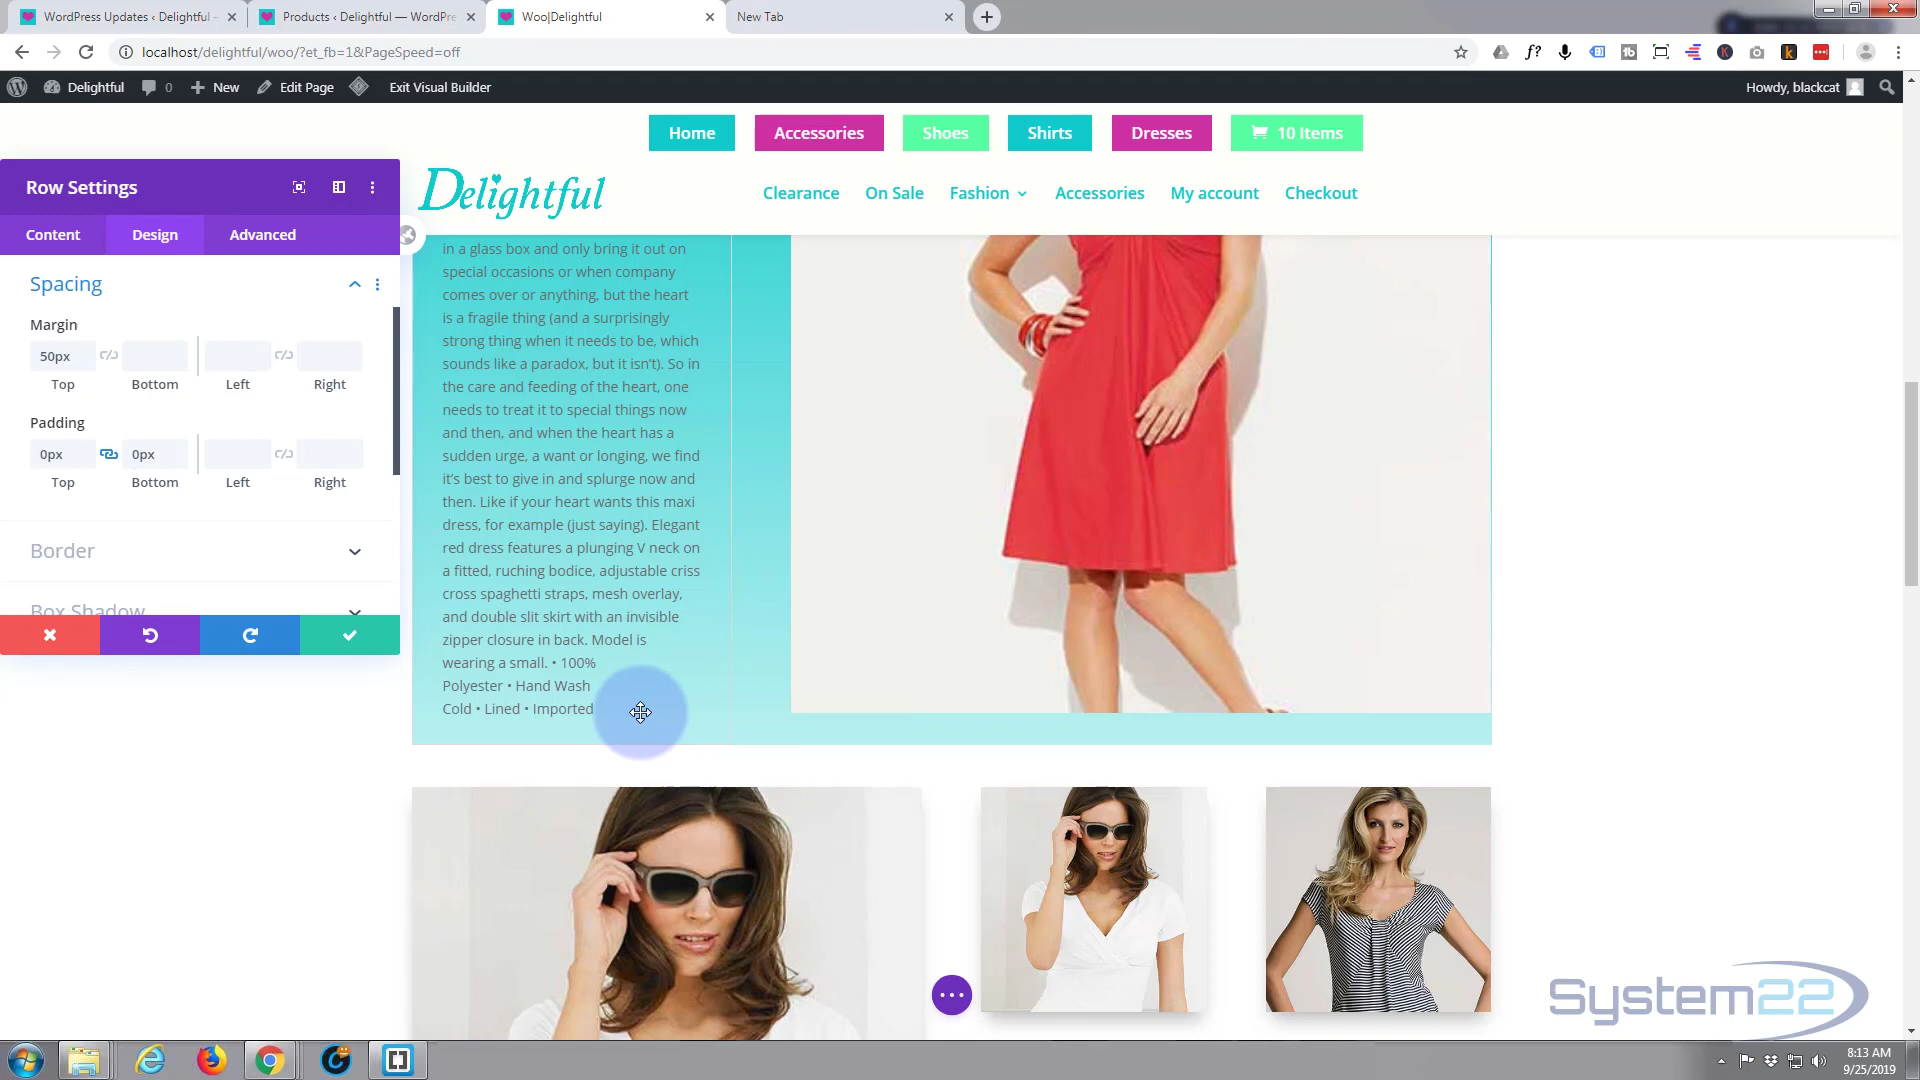 WordPress Updates ‹ Delightful –
Products ‹ Delightful — WordPre
Woo|Delightful
New Tab
localhost/delightful/woo/?et_fb=1&PageSpeed=off
Delightful
0
New
Edit Page
Exit Visual Builder
Howdy, blackcat
Home
Accessories
Shoes
Shirts
Dresses
10 Items
Delightful
Clearance
On Sale
Fashion
Accessories
My account
Checkout
Row Settings
Content
Design
Advanced
Spacing
Margin
50px
Top
Bottom
Left
Right
Padding
0px
0px
Top
Bottom
Left
Right
Border
Box Shadow
in a glass box and only bring it out on
special occasions or when company
comes over or anything, but the heart
is a fragile thing (and a surprisingly
strong thing when it needs to be, which
sounds like a paradox, but it isn't). So in
the care and feeding of the heart, one
needs to treat it to special things now
and then, and when the heart has a
sudden urge, a want or longing, we find
it's best to give in and splurge now and
then. Like if your heart wants this maxi
dress, for example (just saying). Elegant
red dress features a plunging V neck on
a fitted, ruching bodice, adjustable criss
cross spaghetti straps, mesh overlay,
and double slit skirt with an invisible
zipper closure in back. Model is
wearing a small. • 100%
Polyester • Hand Wash
Cold • Lined • Imported
System22
8:13 AM
9/25/2019